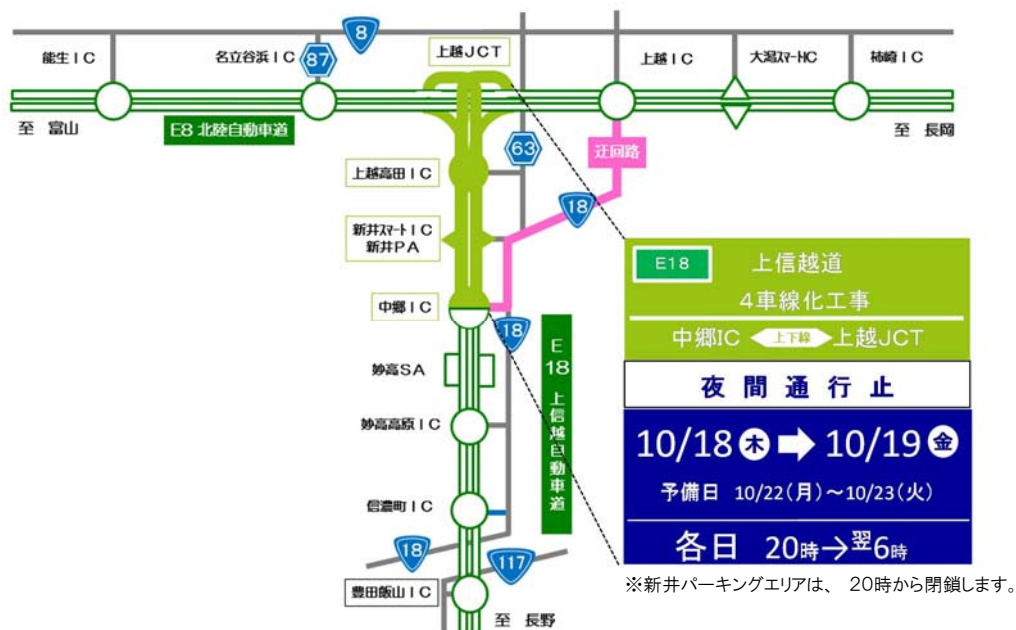 8
能生IC
名立谷浜IC
87
上越JCT
上越IC
大潟スマートIC
柿崎IC
至 富山
E8 北陸自動車道
至 長岡
63
迂回路
上越高田IC
18
新井スマートIC
新井PA
中郷IC
18
妙高SA
E
18
上信越自動車道
妙高高原IC
信濃町IC
18
117
豊田飯山IC
至 長野
E18
上信越道
4車線化工事
中郷IC 上下線 上越JCT
夜間通行止
10/18 木 ➡ 10/19 金
予備日 10/22(月)～10/23(火)
各日 20時→翌6時
※新井パーキングエリアは、 20時から閉鎖します。